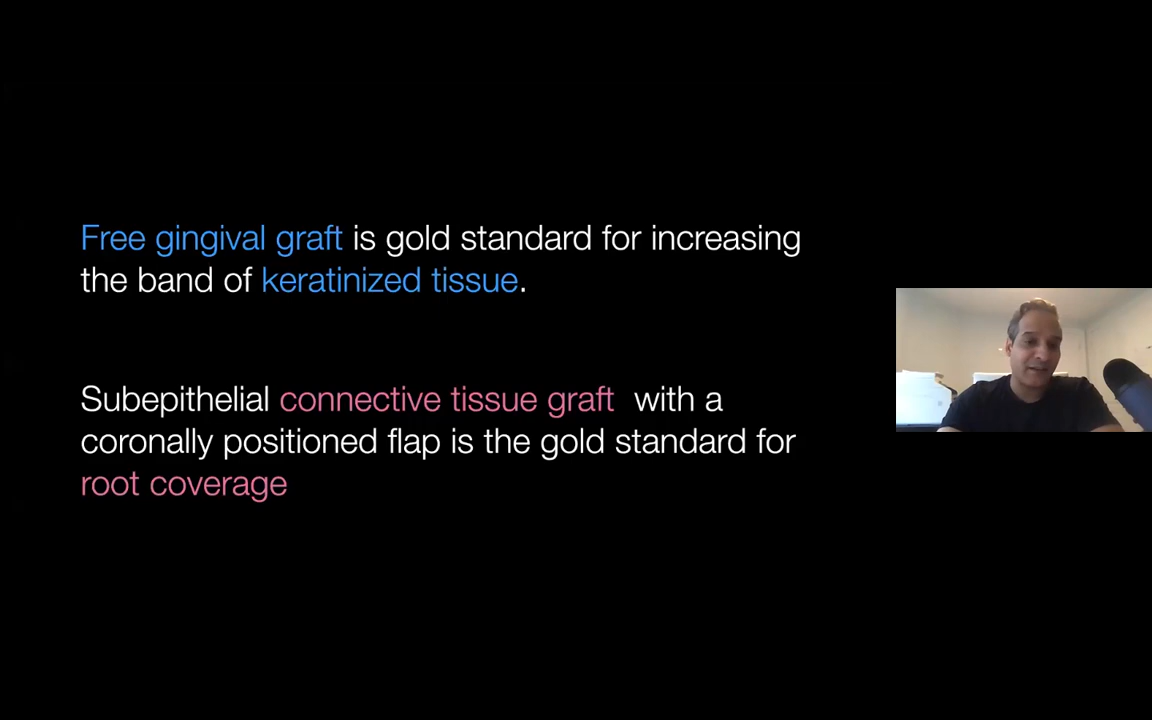 Free gingival graft is gold standard for increasing
the band of keratinized tissue.
Subepithelial connective tissue graft with a
coronally positioned flap is the gold standard for
root coverage